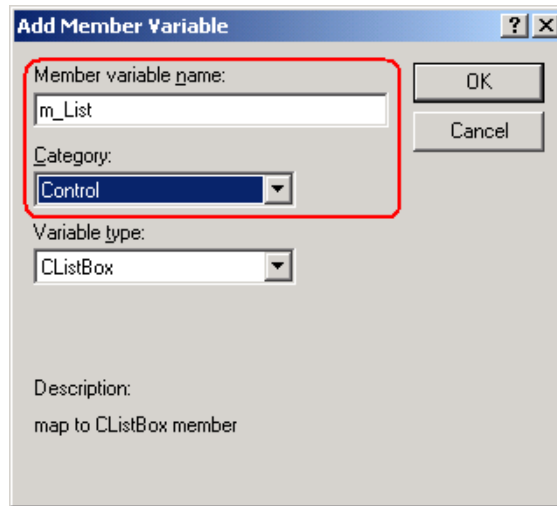 Add Member Variable
Member variable name:
m_List
OK
Cancel
Category:
Control
Variable type:
CListBox
Description:
map to CListBox member